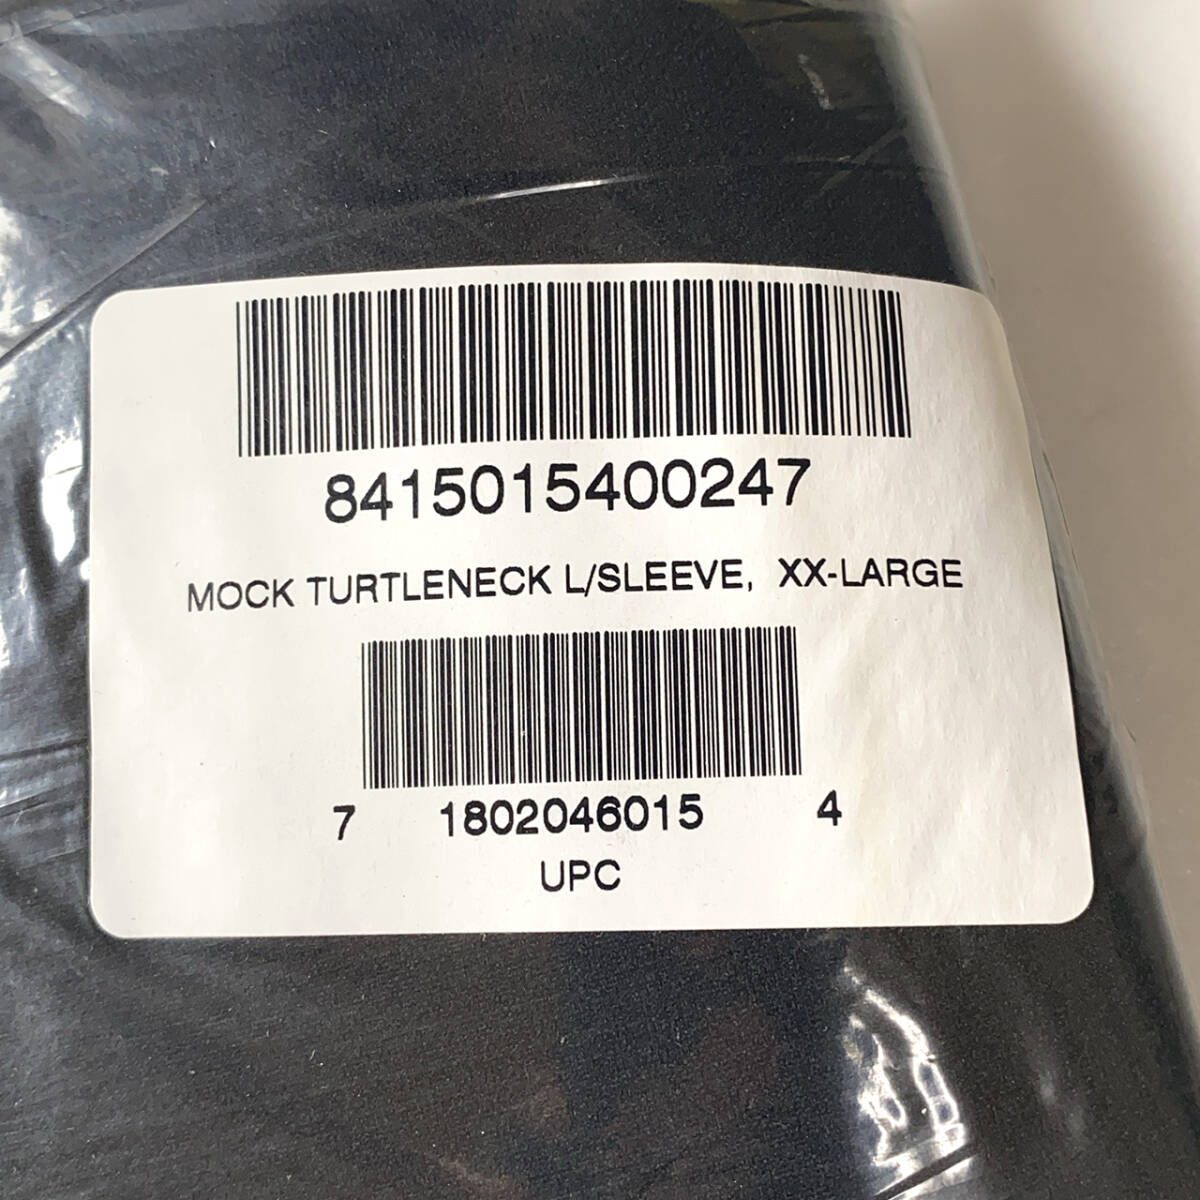 8415015400247
MOCK TURTLENECK L/SLEEVE, XX-LARGE
7 1802046015 4
UPC